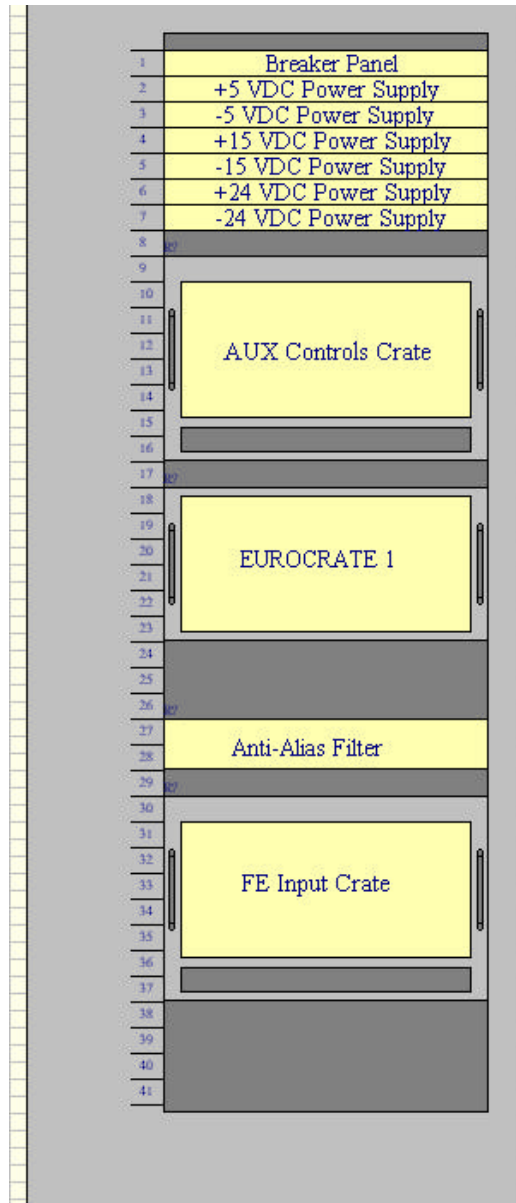 1 Breaker Panel
2 +5 VDC Power Supply
3 -5 VDC Power Supply
4 +15 VDC Power Supply
5 -15 VDC Power Supply
6 +24 VDC Power Supply
7 -24 VDC Power Supply
8 R?
9
10
11
12 AUX Controls Crate
13
14
15
16
17 R?
18
19
20 EUROCRATE 1
21
22
23
24
25
26 R?
27
28 Anti-Alias Filter
29 R?
30
31
32
33 FE Input Crate
34
35
36
37
38
39
40
41